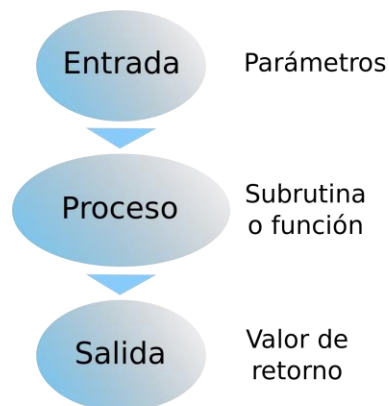 Entrada
Parámetros
Proceso
Subrutina
o función
Salida
Valor de
retorno